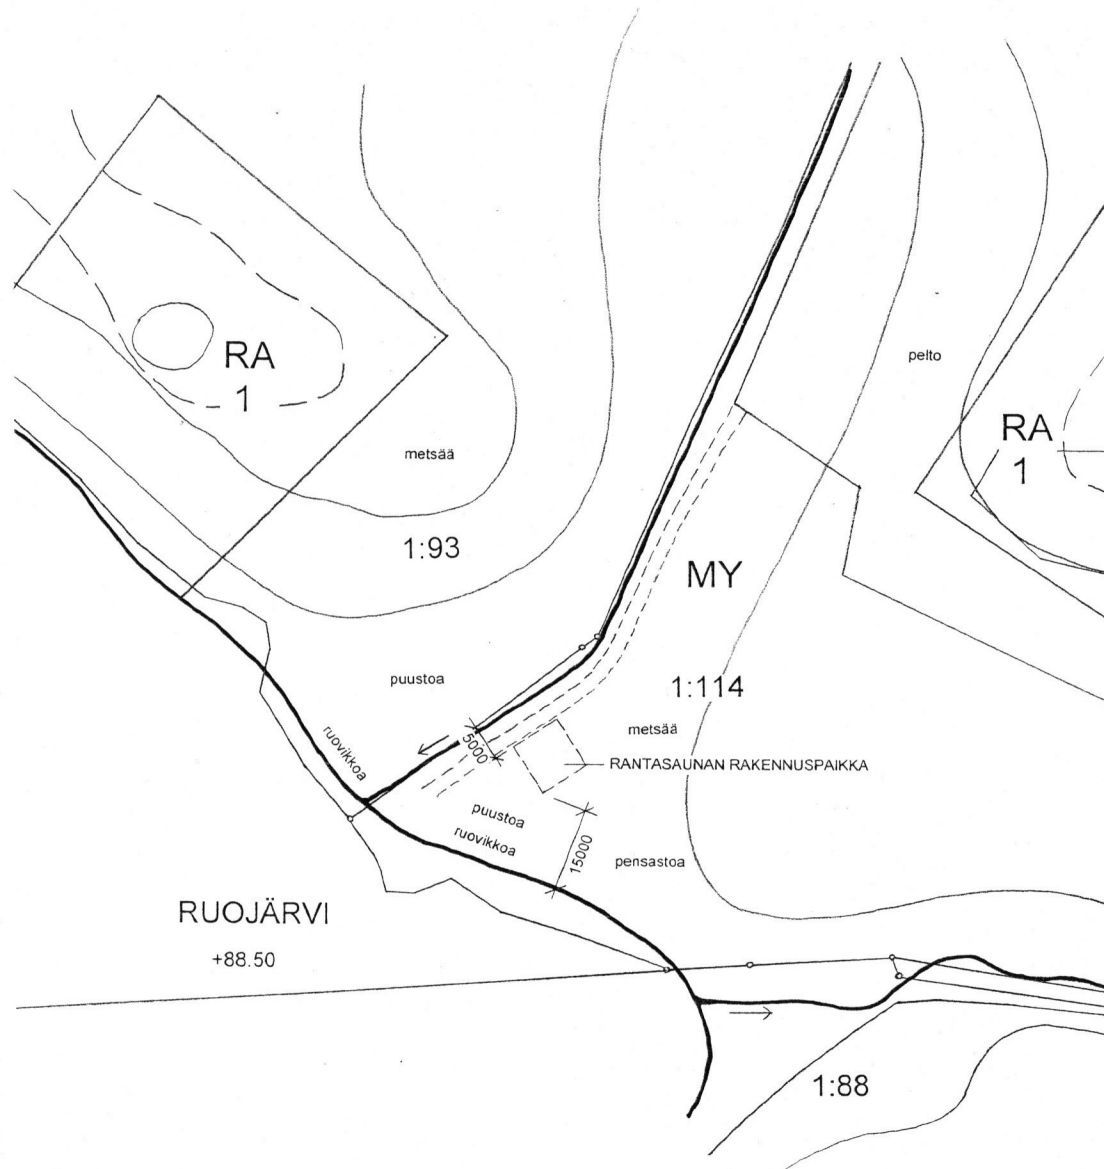 RA
1
pelto
RA
1
metsää
1:93
MY
puustoa
1:114
ruovikkoa
5000
metsää
RANTASAUNAN RAKENNUSPAIKKA
puustoa
ruovikkoa
15000
pensastoa
RUOJÄRVI
+88.50
1:88